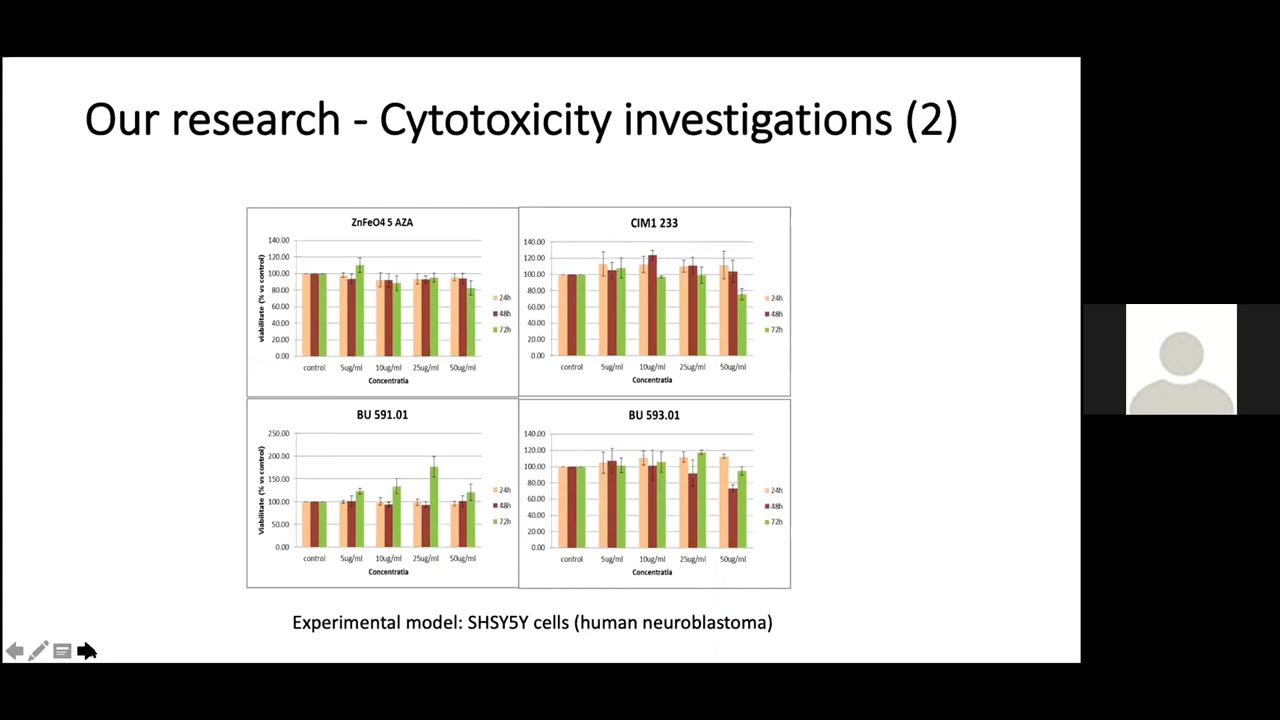 Our research - Cytotoxicity investigations (2)
ZnFeO4 5 AZA
viabilitate (% vs control)
140.00
120.00
100.00
80.00
60.00
40.00
20.00
0.00
control 5ug/ml 10ug/ml 25ug/ml 50ug/ml
Concentratia
24h
48h
72h
CIM1 233
140.00
120.00
100.00
80.00
60.00
40.00
20.00
0.00
control 5ug/ml 10ug/ml 25ug/ml 50ug/ml
Concentratia
24h
48h
72h
BU 591.01
Viabilitate (% vs control)
250.00
200.00
150.00
100.00
50.00
0.00
control 5ug/ml 10ug/ml 25ug/ml 50ug/ml
Concentratia
24h
48h
72h
BU 593.01
140.00
120.00
100.00
80.00
60.00
40.00
20.00
0.00
control 5ug/ml 10ug/ml 25ug/ml 50ug/ml
Concentratia
24h
48h
72h
Experimental model: SHSY5Y cells (human neuroblastoma)